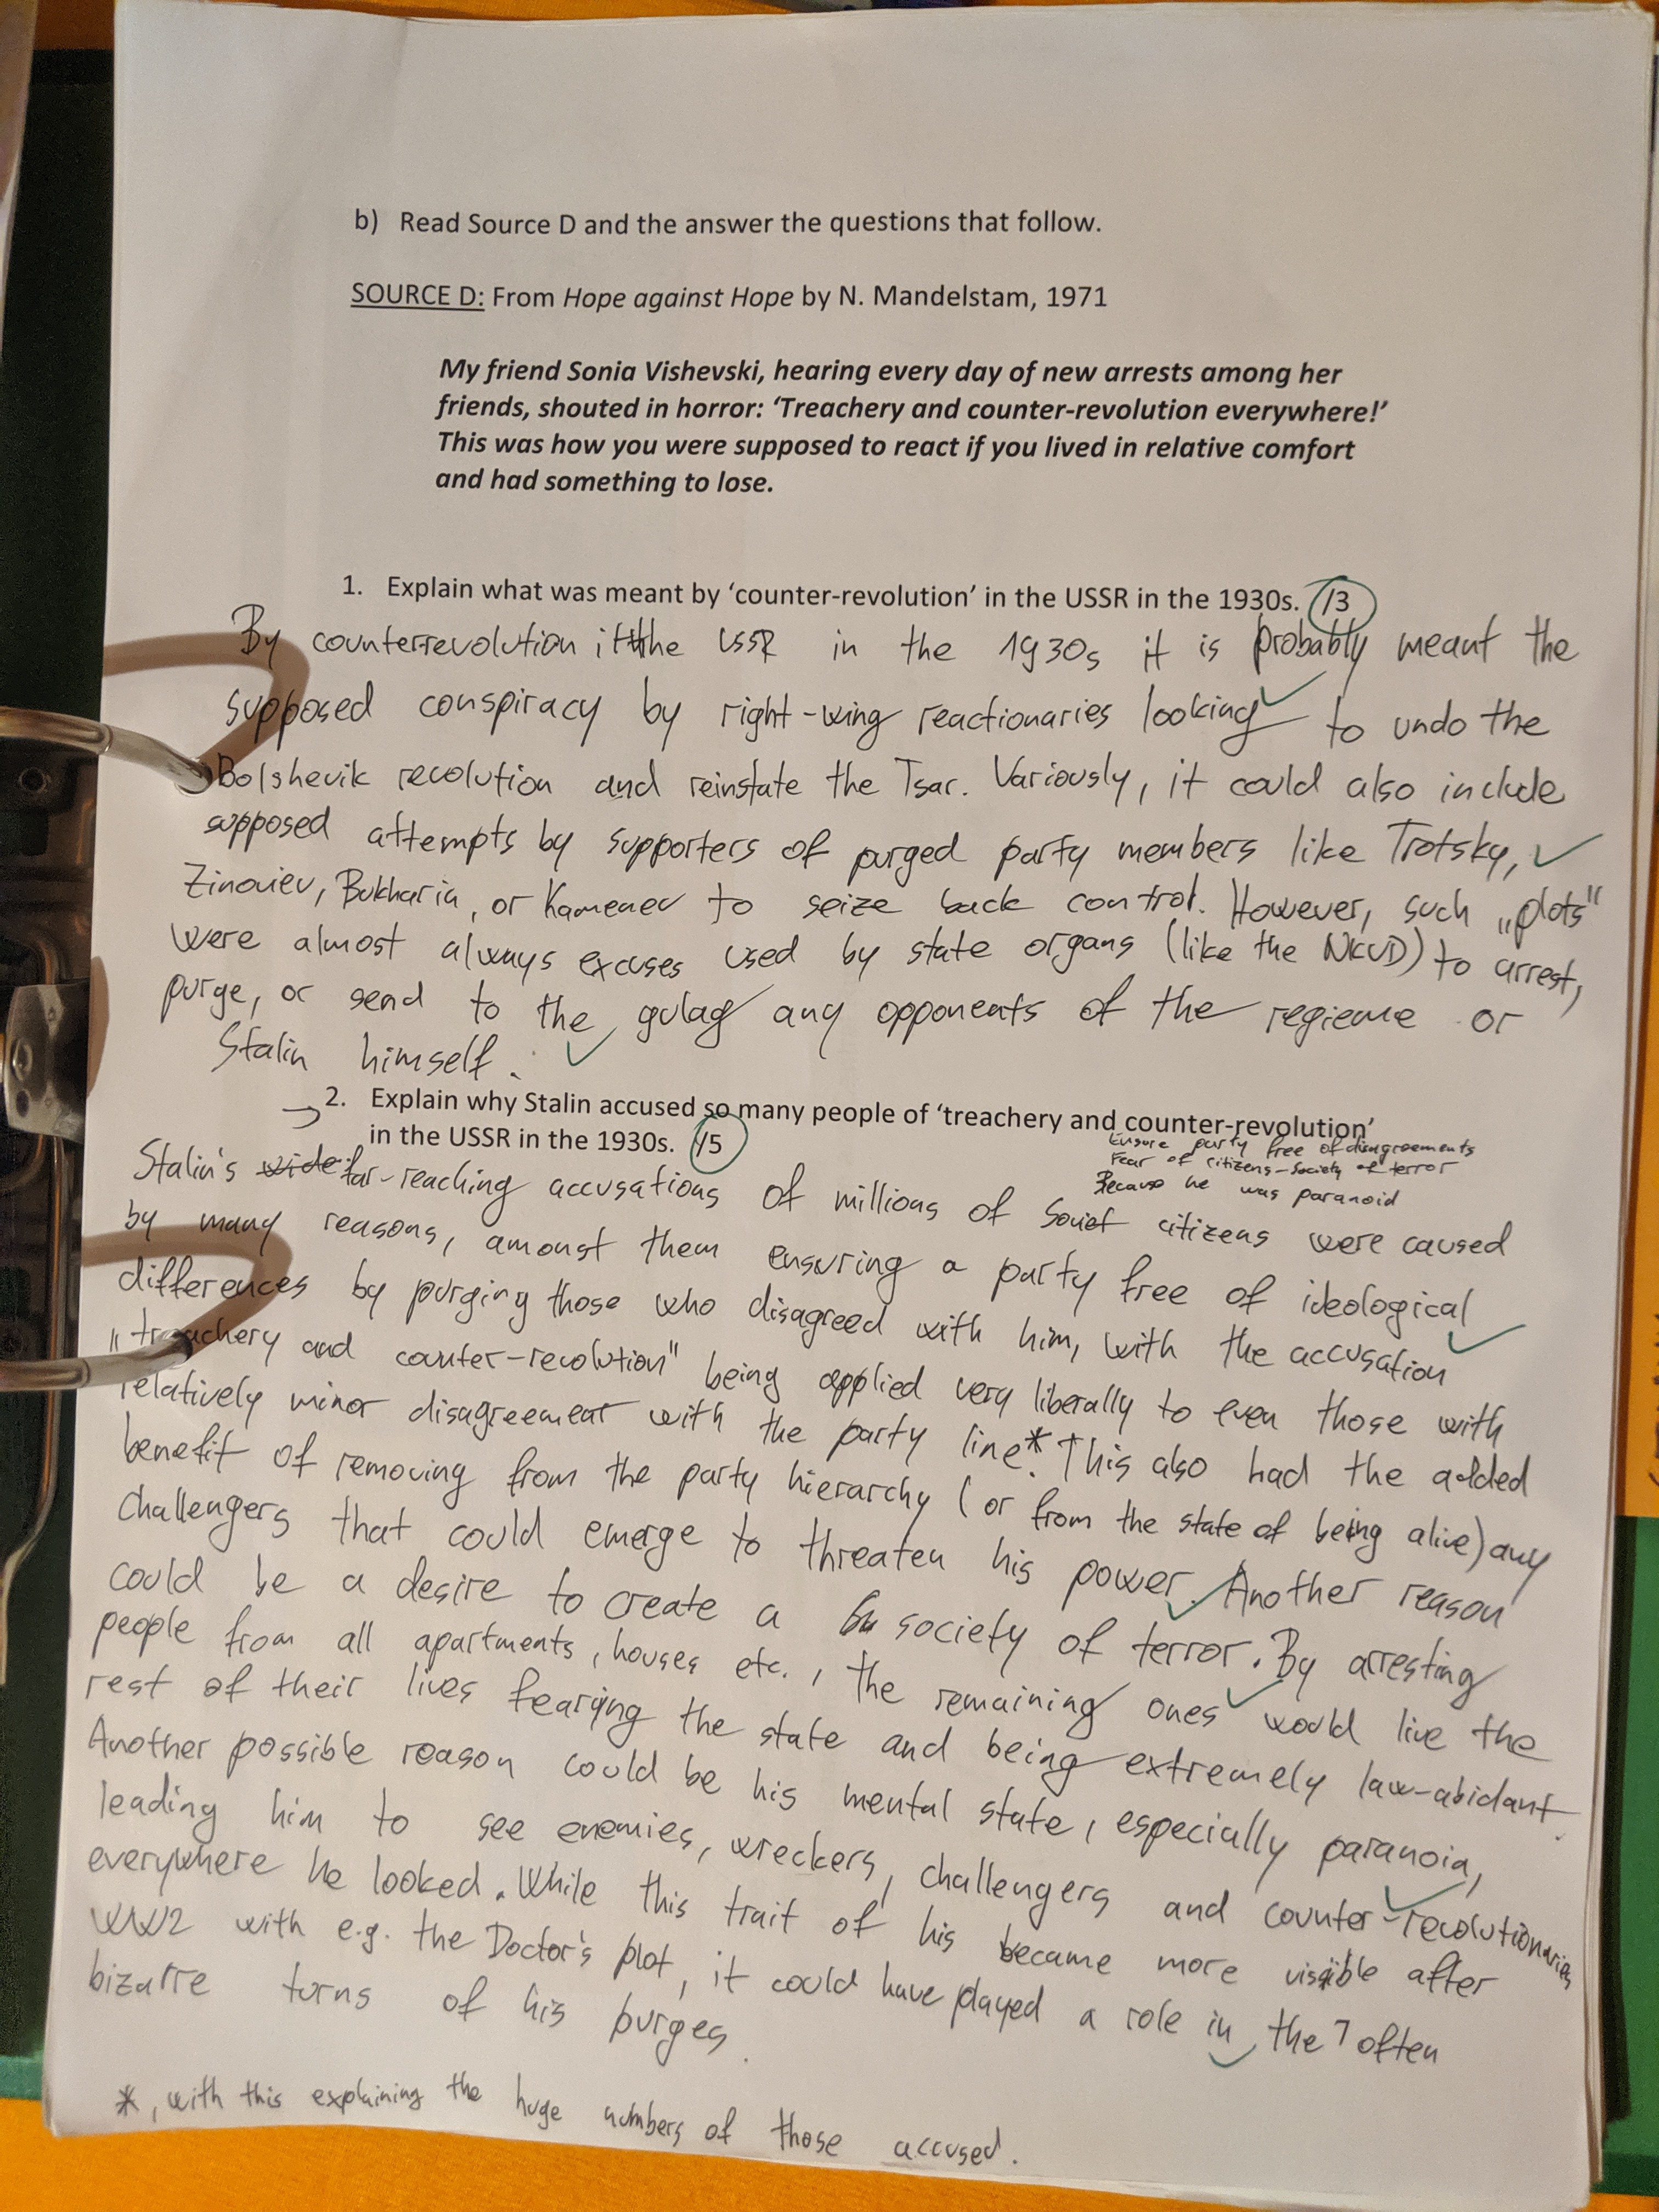 b) Read Source D and the answer the questions that follow.
SOURCE D: From Hope against Hope by N. Mandelstam, 1971
My friend Sonia Vishevski, hearing every day of new arrests among her
friends, shouted in horror: ‘Treachery and counter-revolution everywhere!’
This was how you were supposed to react if you lived in relative comfort
and had something to lose.
1. Explain what was meant by ‘counter-revolution’ in the USSR in the 1930s. /3
By counterrevolution in the USSR in the 1930s it is probably meant the
supposed conspiracy by right-wing reactionaries looking to undo the
Bolshevik revolution and reinstate the Tsar. Variously, it could also include
supposed attempts by supporters of purged party members like Trotsky,
Zinoviev, Bukharin, or Kamenev to seize back control. However, such „plots"
were almost always excuses used by state organs (like the NKVD) to arrest,
purge, or send to the gulag any opponents of the regieme or
Stalin himself.
2. Explain why Stalin accused so many people of ‘treachery and counter-revolution’
in the USSR in the 1930s. /5
Ensure party free of disagreements
Fear of citizens - society of terror
Because he was paranoid
Stalin's wide far-reaching accusations of millions of Soviet citizens were caused
by many reasons, amonst them ensuring a party free of ideological
differences by purging those who disagreed with him, with the accusation
„treachery and counter-revolution" being applied very liberally to even those with
relatively minor disagreement with the party line*. This also had the added
benefit of removing from the party hierarchy (or from the state of being alive) any
challengers that could emerge to threaten his power. Another reason
could be a desire to create a society of terror. By arresting
people from all apartments, houses etc., the remaining ones would live the
rest of their lives fearing the state and being extremely law-abidant.
Another possible reason could be his mental state, especially paranoia,
leading him to see enemies, wreckers, challengers and counter-revolutionaries
everywhere he looked. While this trait of his became more visible after
WW2 with e.g. the Doctor's plot, it could have played a role in the often
bizarre turns of his purges.
*, with this explaining the huge numbers of those accused.